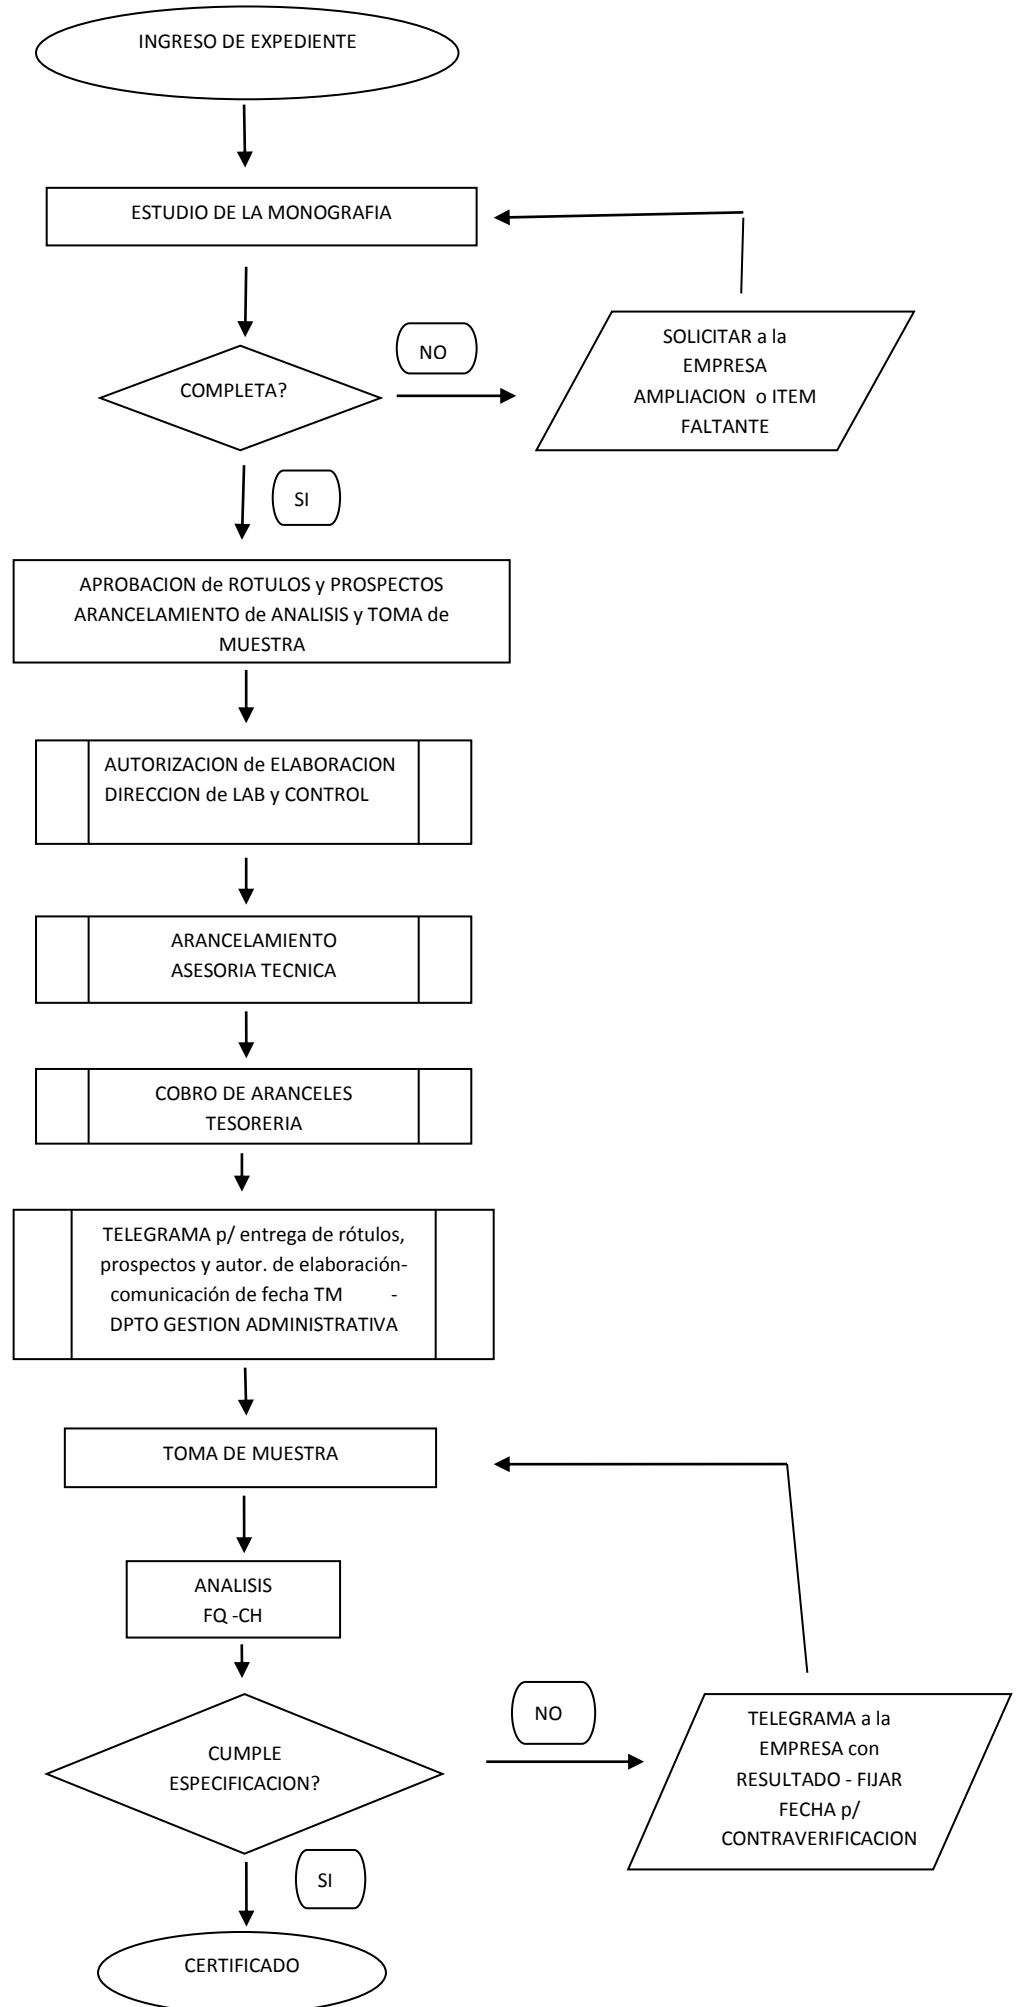 INGRESO DE EXPEDIENTE
ESTUDIO DE LA MONOGRAFIA
COMPLETA?
NO
SOLICITAR a la
EMPRESA
AMPLIACION o ITEM
FALTANTE
SI
APROBACION de ROTULOS y PROSPECTOS
ARANCELAMIENTO de ANALISIS y TOMA de
MUESTRA
AUTORIZACION de ELABORACION
DIRECCION de LAB y CONTROL
ARANCELAMIENTO
ASESORIA TECNICA
COBRO DE ARANCELES
TESORERIA
TELEGRAMA p/ entrega de rótulos,
prospectos y autor. de elaboración-
comunicación de fecha TM -
DPTO GESTION ADMINISTRATIVA
TOMA DE MUESTRA
ANALISIS
FQ -CH
CUMPLE
ESPECIFICACION?
NO
TELEGRAMA a la
EMPRESA con
RESULTADO - FIJAR
FECHA p/
CONTRAVERIFICACION
SI
CERTIFICADO